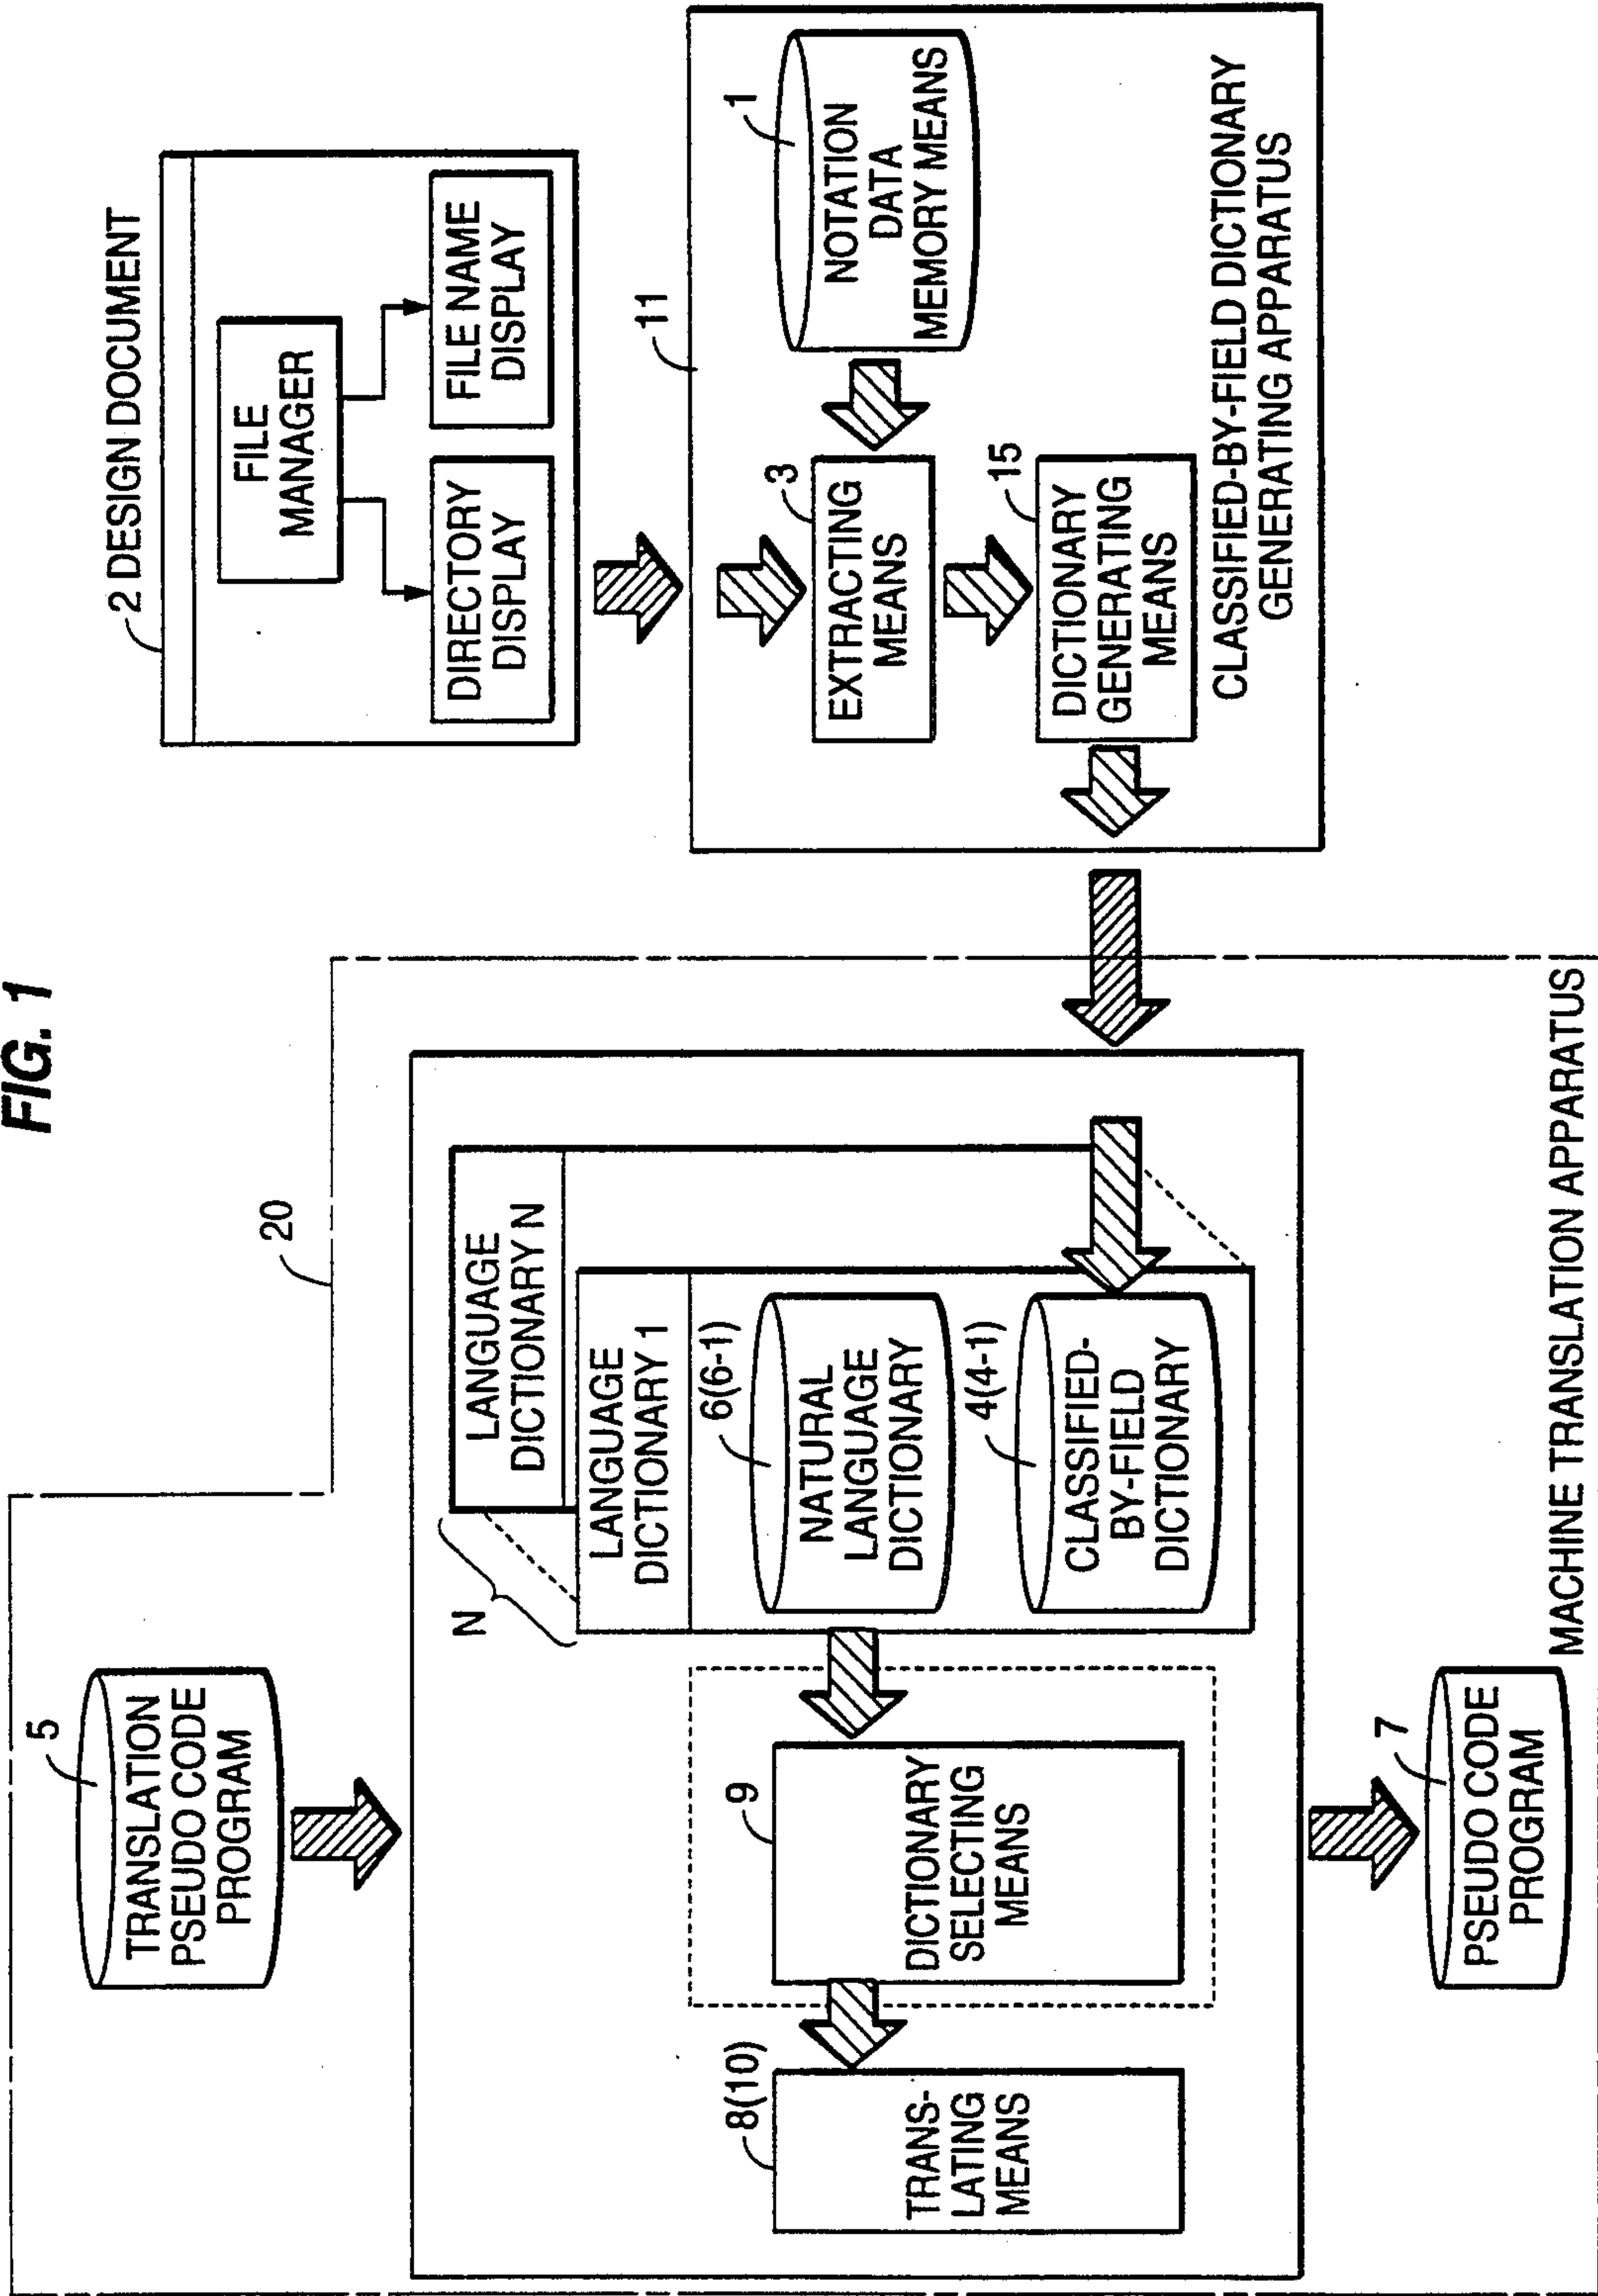 FIG. 1
2 DESIGN DOCUMENT
FILE
MANAGER
DIRECTORY
DISPLAY
FILE NAME
DISPLAY
11
1
NOTATION
DATA
MEMORY MEANS
3
EXTRACTING
MEANS
15
DICTIONARY
GENERATING
MEANS
CLASSIFIED-BY-FIELD DICTIONARY
GENERATING APPARATUS
20
5
TRANSLATION
PSEUDO CODE
PROGRAM
N
LANGUAGE
DICTIONARY N
LANGUAGE
DICTIONARY 1
6(6-1)
NATURAL
LANGUAGE
DICTIONARY
4(4-1)
CLASSIFIED-
BY-FIELD
DICTIONARY
9
DICTIONARY
SELECTING
MEANS
8(10)
TRANS-
LATING
MEANS
7
PSEUDO CODE
PROGRAM
MACHINE TRANSLATION APPARATUS